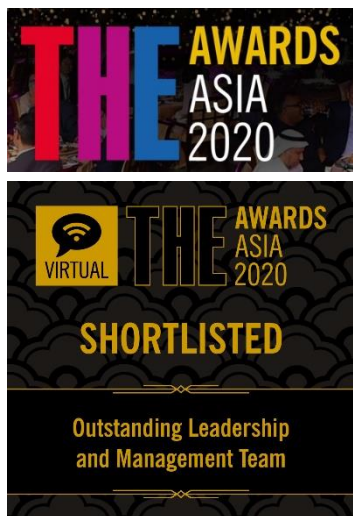 THE AWARDS
ASIA
2020
VIRTUAL
THE AWARDS
ASIA
2020
SHORTLISTED
Outstanding Leadership
and Management Team